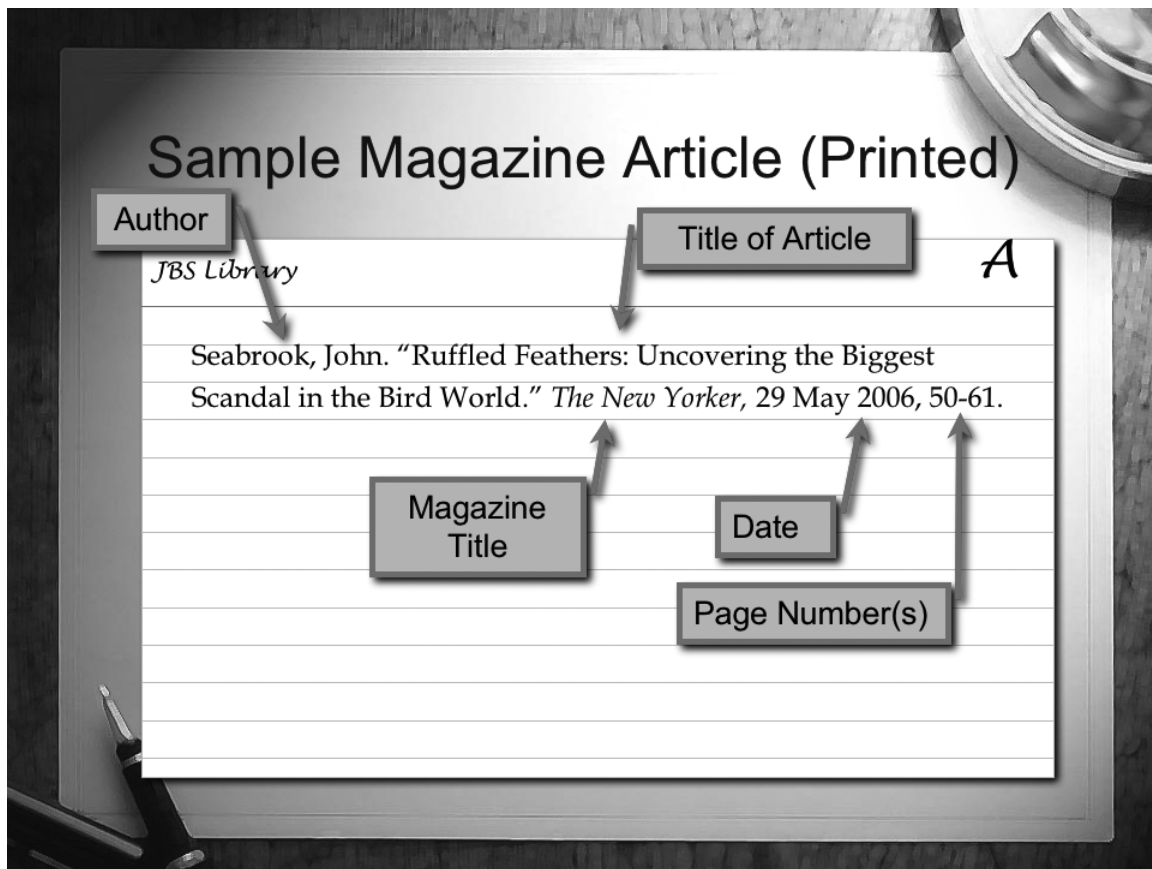 Sample Magazine Article (Printed)
Author
Title of Article
JBS Library
A
Seabrook, John. “Ruffled Feathers: Uncovering the Biggest
Scandal in the Bird World.” The New Yorker, 29 May 2006, 50-61.
Magazine
Title
Date
Page Number(s)